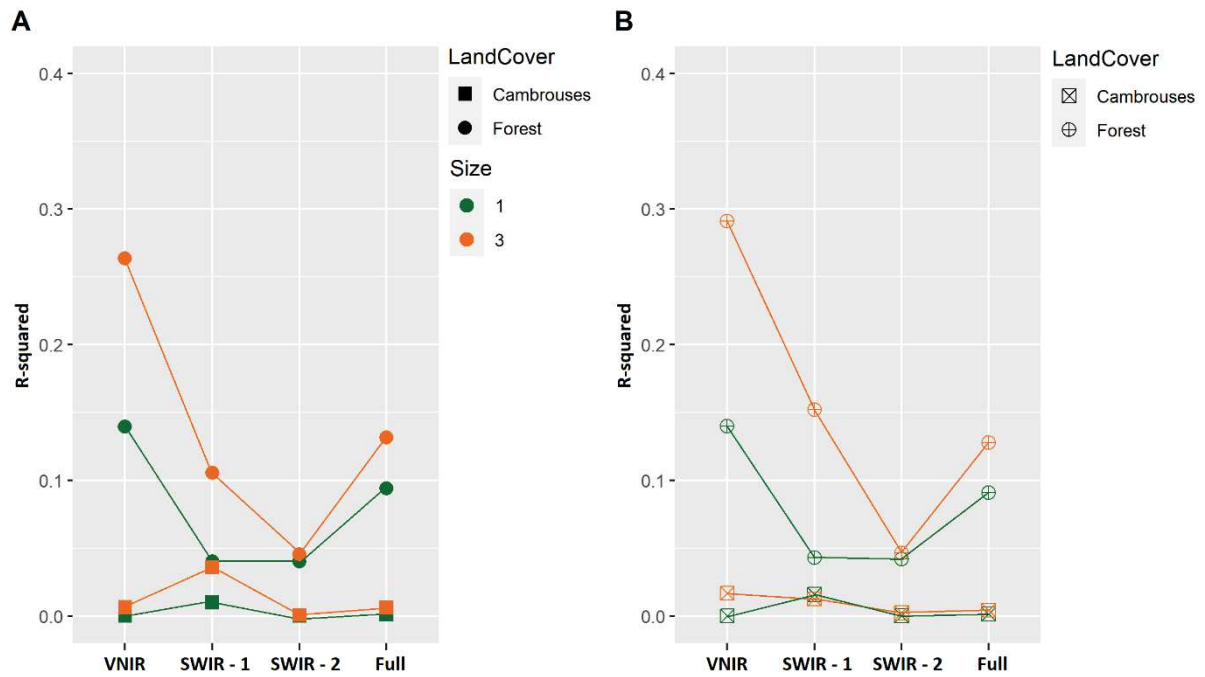 A
R-squared
0.4
0.3
0.2
0.1
0.0
VNIR SWIR - 1 SWIR - 2 Full
LandCover
Cambrouses
Forest
Size
1
3
B
R-squared
0.4
0.3
0.2
0.1
0.0
VNIR SWIR - 1 SWIR - 2 Full
LandCover
Cambrouses
Forest